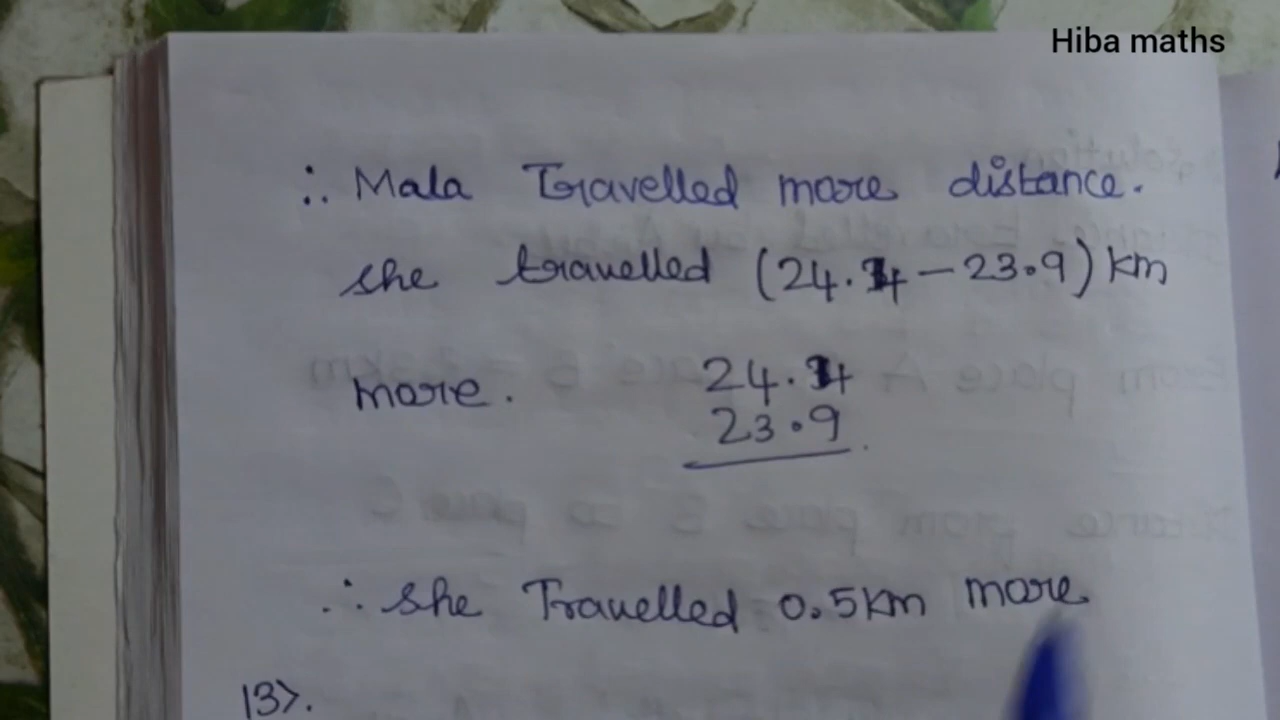 Hiba maths
∴ Mala Travelled more distance.
she travelled (24.4 – 23.9) km
more.
24.4
23.9
∴ she Travelled 0.5km more
13>.